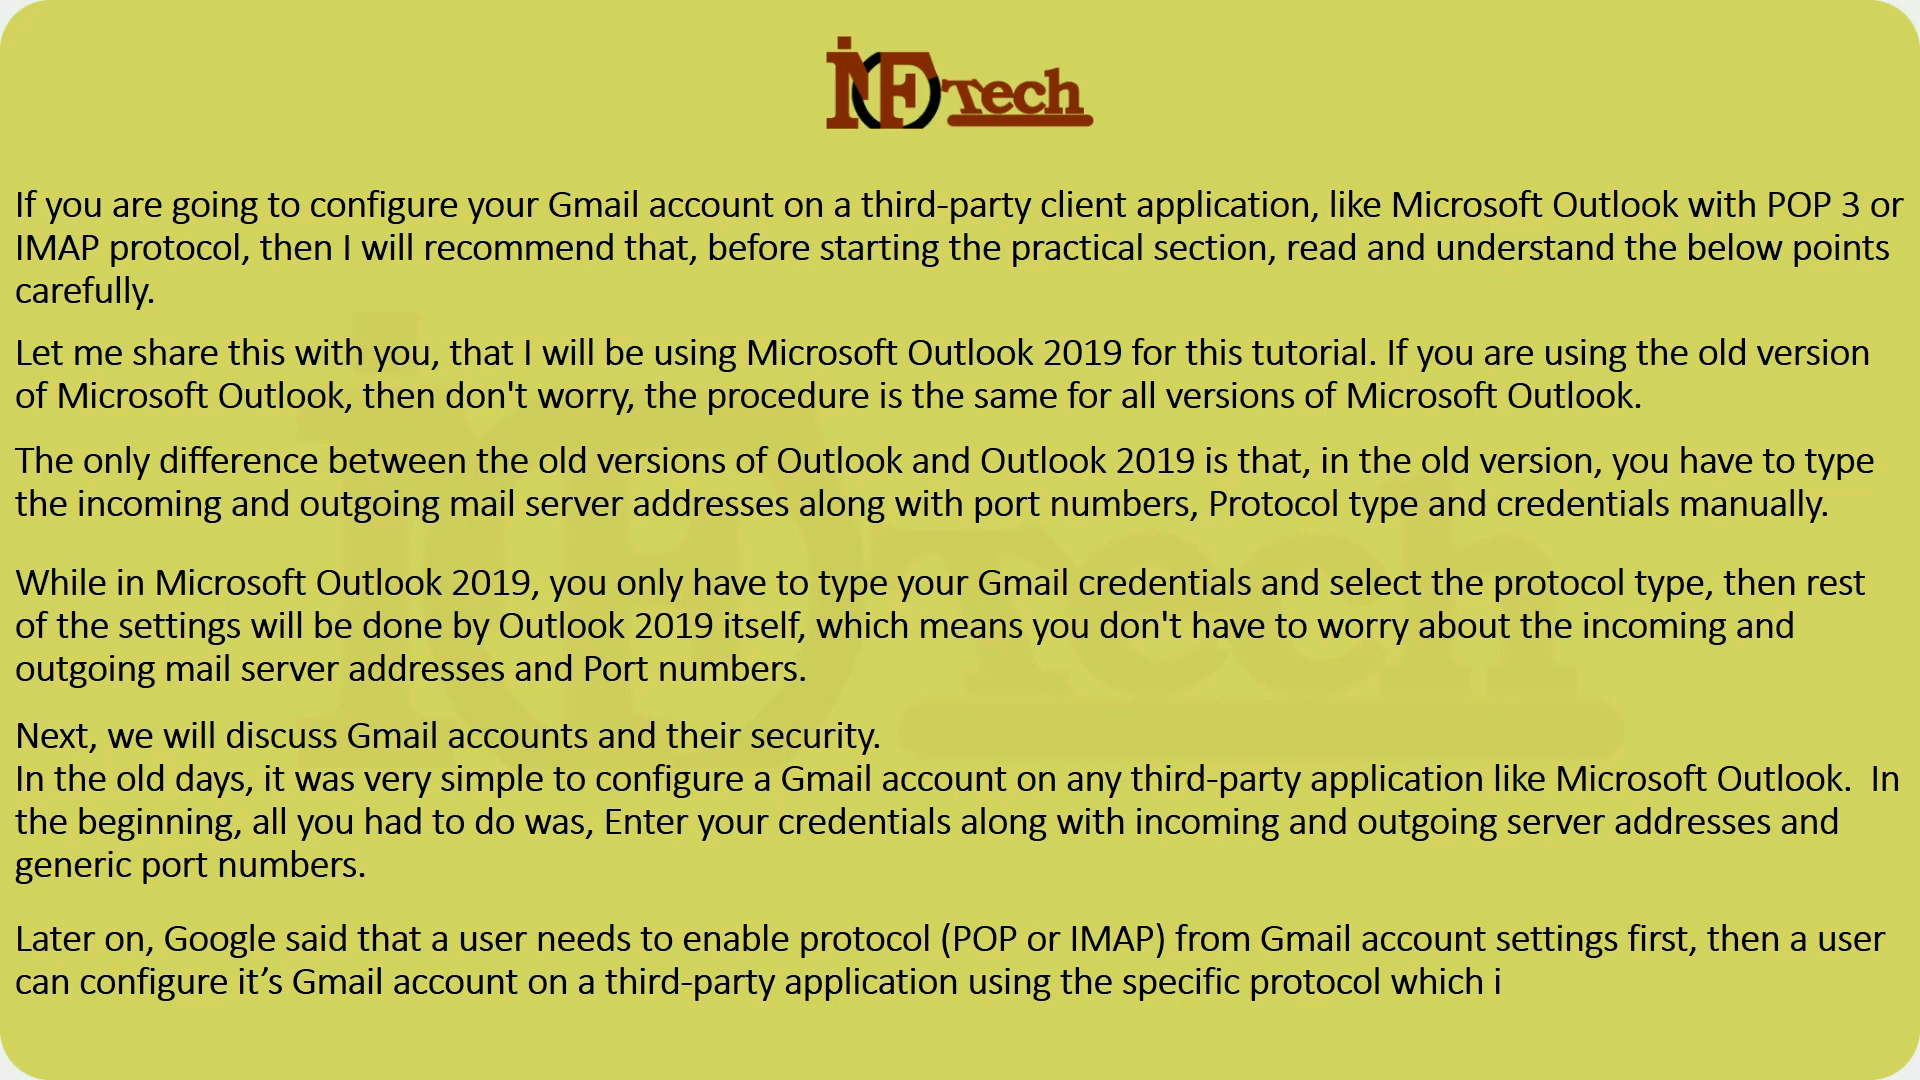 iNFOTech
If you are going to configure your Gmail account on a third-party client application, like Microsoft Outlook with POP 3 or
IMAP protocol, then I will recommend that, before starting the practical section, read and understand the below points
carefully.
Let me share this with you, that I will be using Microsoft Outlook 2019 for this tutorial. If you are using the old version
of Microsoft Outlook, then don't worry, the procedure is the same for all versions of Microsoft Outlook.
The only difference between the old versions of Outlook and Outlook 2019 is that, in the old version, you have to type
the incoming and outgoing mail server addresses along with port numbers, Protocol type and credentials manually.
While in Microsoft Outlook 2019, you only have to type your Gmail credentials and select the protocol type, then rest
of the settings will be done by Outlook 2019 itself, which means you don't have to worry about the incoming and
outgoing mail server addresses and Port numbers.
Next, we will discuss Gmail accounts and their security.
In the old days, it was very simple to configure a Gmail account on any third-party application like Microsoft Outlook.  In
the beginning, all you had to do was, Enter your credentials along with incoming and outgoing server addresses and
generic port numbers.
Later on, Google said that a user needs to enable protocol (POP or IMAP) from Gmail account settings first, then a user
can configure it’s Gmail account on a third-party application using the specific protocol which i